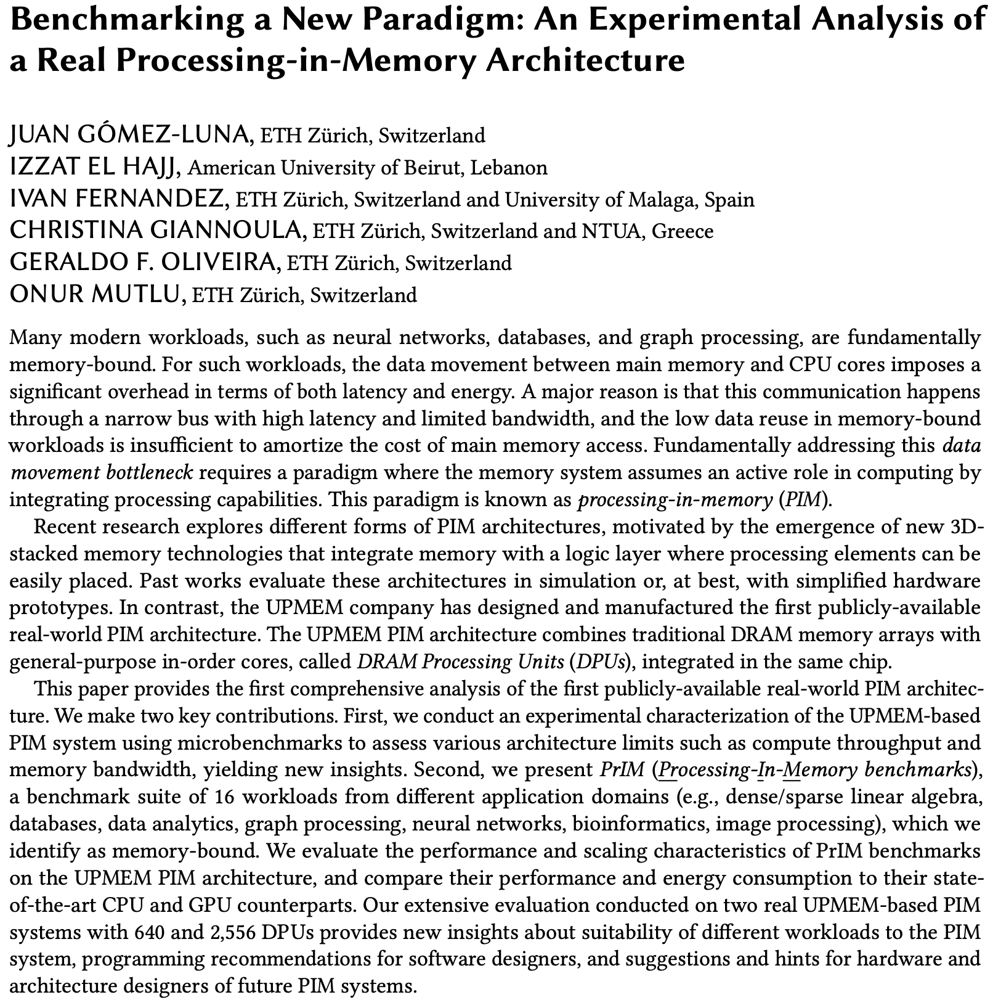 Benchmarking a New Paradigm: An Experimental Analysis of
a Real Processing-in-Memory Architecture
JUAN GÓMEZ-LUNA, ETH Zürich, Switzerland
IZZAT EL HAJJ, American University of Beirut, Lebanon
IVAN FERNANDEZ, ETH Zürich, Switzerland and University of Malaga, Spain
CHRISTINA GIANNOULA, ETH Zürich, Switzerland and NTUA, Greece
GERALDO F. OLIVEIRA, ETH Zürich, Switzerland
ONUR MUTLU, ETH Zürich, Switzerland
Many modern workloads, such as neural networks, databases, and graph processing, are fundamentally
memory-bound. For such workloads, the data movement between main memory and CPU cores imposes a
significant overhead in terms of both latency and energy. A major reason is that this communication happens
through a narrow bus with high latency and limited bandwidth, and the low data reuse in memory-bound
workloads is insufficient to amortize the cost of main memory access. Fundamentally addressing this data
movement bottleneck requires a paradigm where the memory system assumes an active role in computing by
integrating processing capabilities. This paradigm is known as processing-in-memory (PIM).
Recent research explores different forms of PIM architectures, motivated by the emergence of new 3D-
stacked memory technologies that integrate memory with a logic layer where processing elements can be
easily placed. Past works evaluate these architectures in simulation or, at best, with simplified hardware
prototypes. In contrast, the UPMEM company has designed and manufactured the first publicly-available
real-world PIM architecture. The UPMEM PIM architecture combines traditional DRAM memory arrays with
general-purpose in-order cores, called DRAM Processing Units (DPUs), integrated in the same chip.
This paper provides the first comprehensive analysis of the first publicly-available real-world PIM architec-
ture. We make two key contributions. First, we conduct an experimental characterization of the UPMEM-based
PIM system using microbenchmarks to assess various architecture limits such as compute throughput and
memory bandwidth, yielding new insights. Second, we present PrIM (Processing-In-Memory benchmarks),
a benchmark suite of 16 workloads from different application domains (e.g., dense/sparse linear algebra,
databases, data analytics, graph processing, neural networks, bioinformatics, image processing), which we
identify as memory-bound. We evaluate the performance and scaling characteristics of PrIM benchmarks
on the UPMEM PIM architecture, and compare their performance and energy consumption to their state-
of-the-art CPU and GPU counterparts. Our extensive evaluation conducted on two real UPMEM-based PIM
systems with 640 and 2,556 DPUs provides new insights about suitability of different workloads to the PIM
system, programming recommendations for software designers, and suggestions and hints for hardware and
architecture designers of future PIM systems.